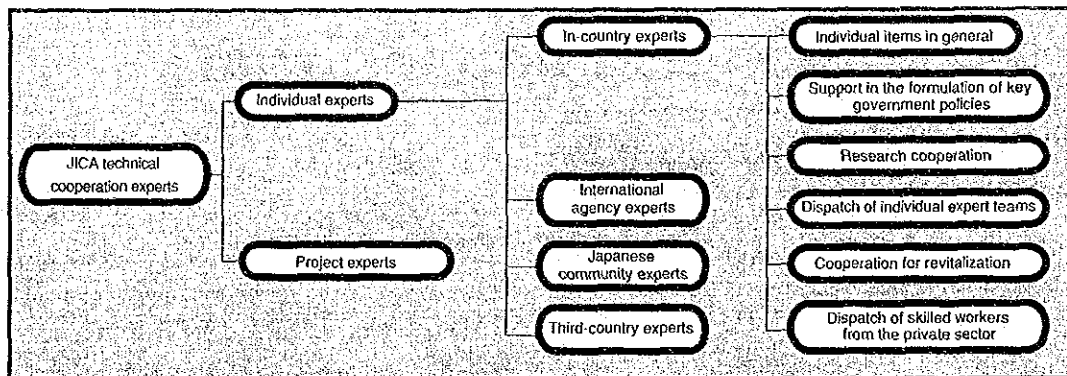 JICA technical
cooperation experts
Individual experts
Project experts
In-country experts
International
agency experts
Japanese
community experts
Third-country experts
Individual items in general
Support in the formulation of key
government policies
Research cooperation
Dispatch of individual expert teams
Cooperation for revitalization
Dispatch of skilled workers
from the private sector